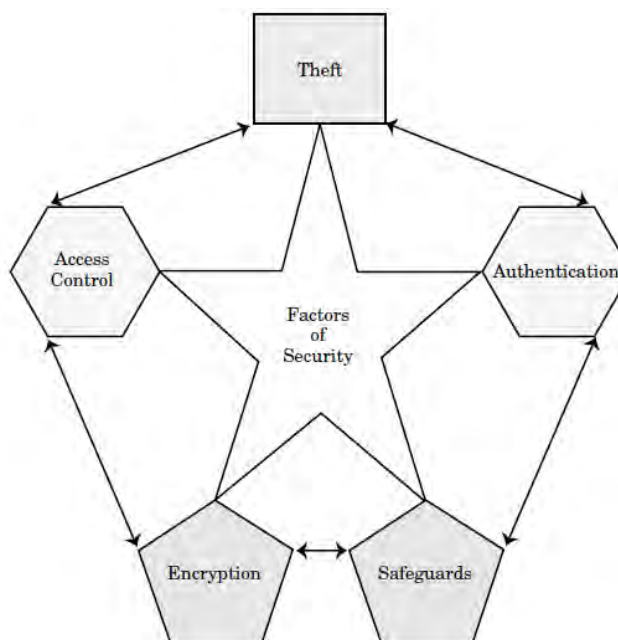 Theft
Access
Control
Authentication
Factors
of
Security
Encryption
Safeguards